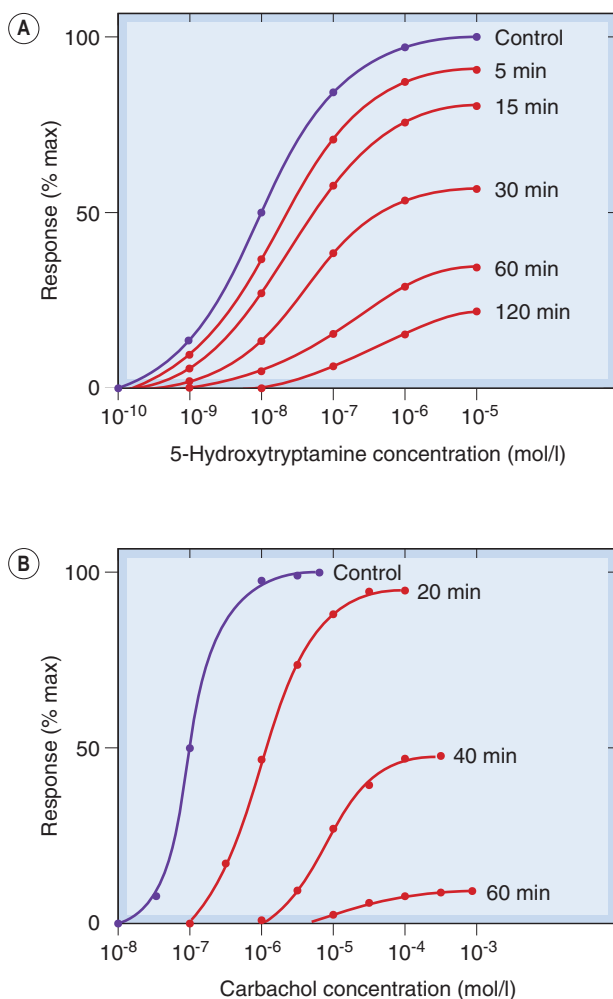 A
Response (% max)
100
50
0
Control
5 min
15 min
30 min
60 min
120 min
10-10 10-9 10-8 10-7 10-6 10-5
5-Hydroxytryptamine concentration (mol/l)
B
Response (% max)
100
50
0
Control
20 min
40 min
60 min
10-8 10-7 10-6 10-5 10-4 10-3
Carbachol concentration (mol/l)